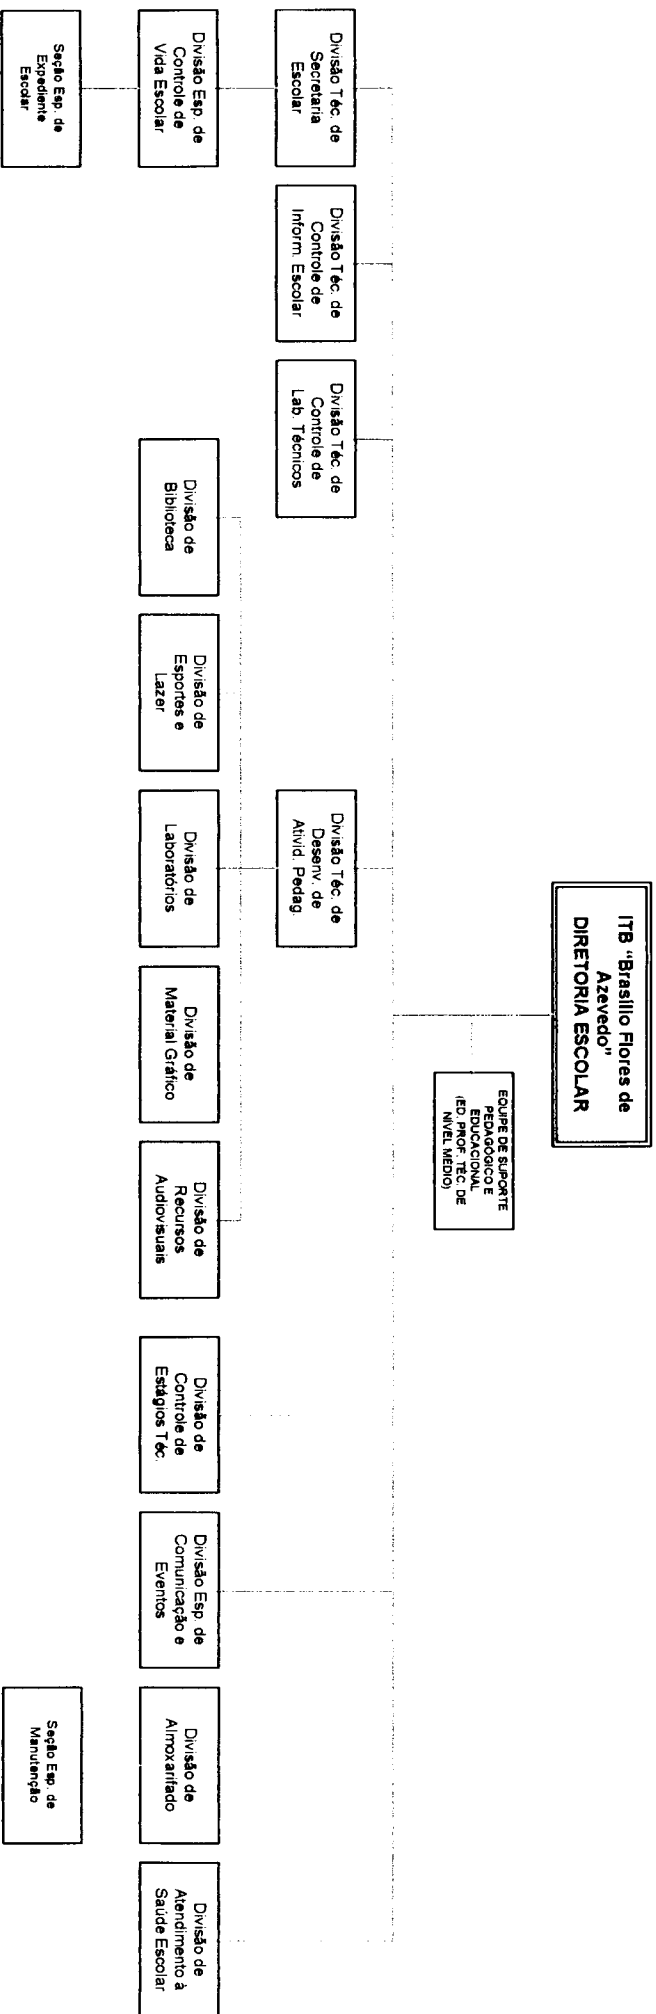 ITB “Brasílio Flores de
Azevedo”
DIRETORIA ESCOLAR
EQUIPE DE SUPORTE
PEDAGÓGICO E
EDUCACIONAL
(ED. PROF. TÉC. DE
NÍVEL MÉDIO)
Divisão Téc. de
Secretaria
Escolar
Divisão Téc. de
Controle de
Inform. Escolar
Divisão Téc. de
Controle de
Lab. Técnicos
Divisão Téc. de
Desenv. de
Ativid. Pedag.
Divisão Esp. de
Controle de
Vida Escolar
Divisão de
Biblioteca
Divisão de
Esportes e
Lazer
Divisão de
Laboratórios
Divisão de
Material Gráfico
Divisão de
Recursos
Audiovisuais
Divisão de
Controle de
Estágios Téc.
Divisão Esp. de
Comunicação e
Eventos
Divisão de
Almoxarifado
Divisão de
Atendimento à
Saúde Escolar
Seção Esp. de
Expediente
Escolar
Seção Esp. de
Manutenção